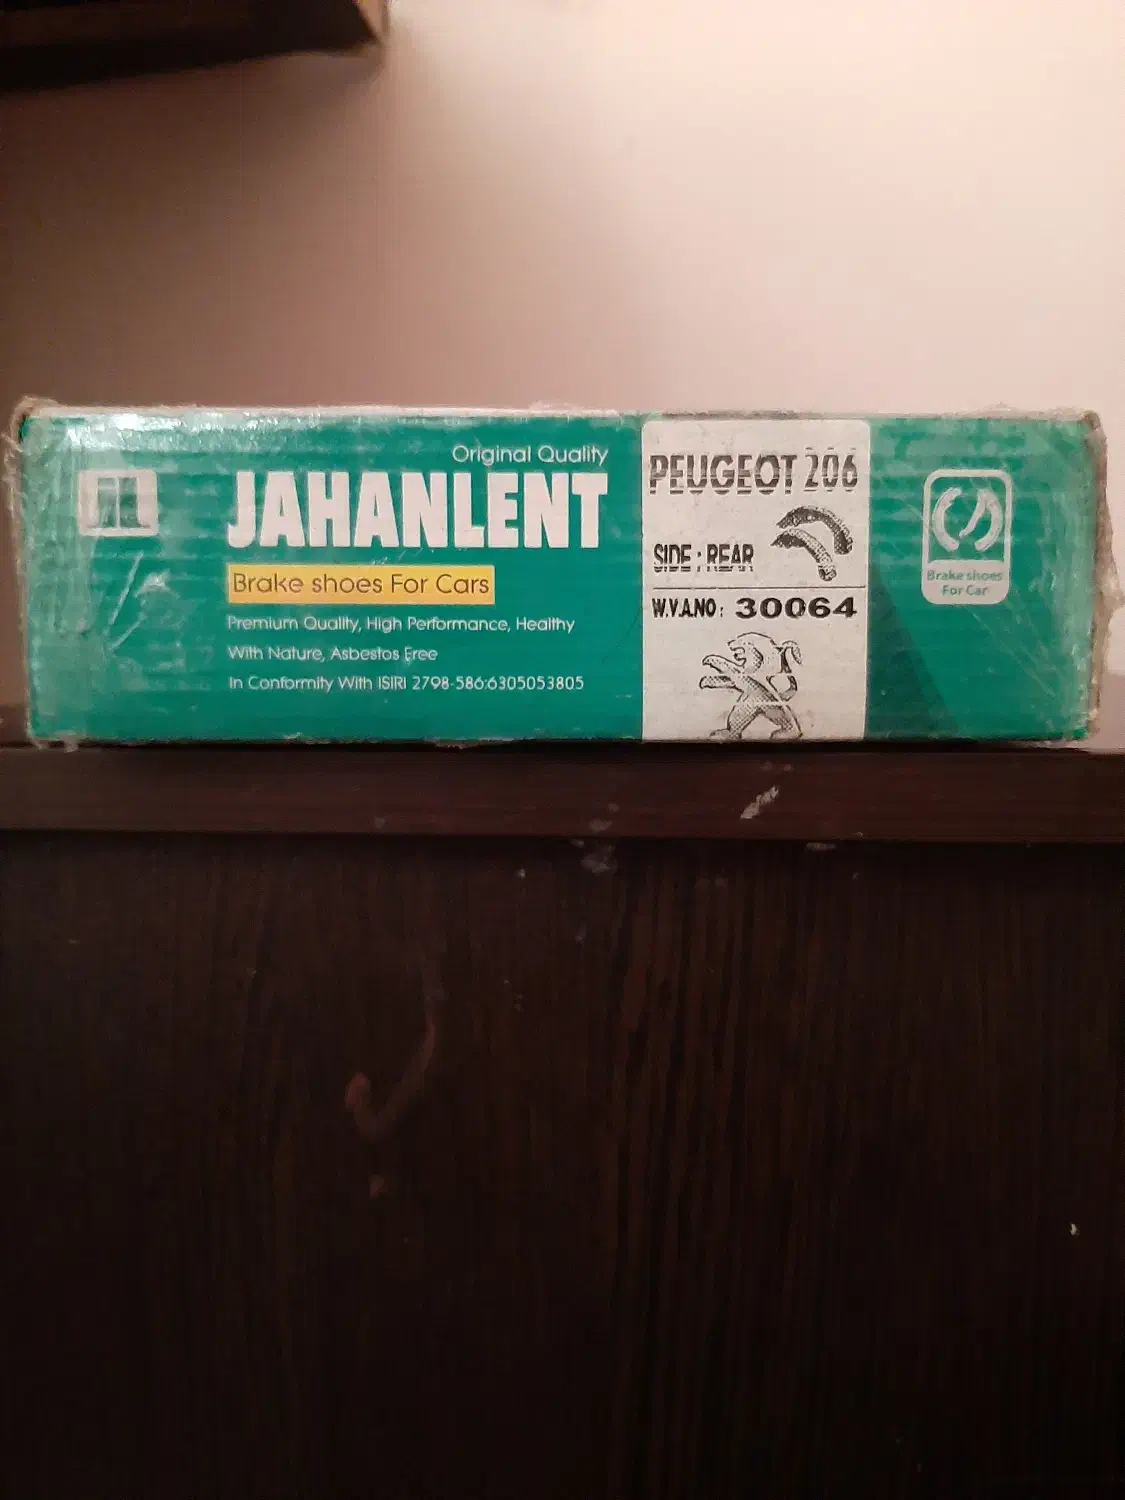 Original Quality
JAHANLENT
Brake shoes For Cars
Premium Quality, High Performance, Healthy
With Nature, Asbestos Free
In Conformity With ISIRI 2798-586:6305053805
PEUGEOT 206
SIDE : REAR
W.V.A.NO: 30064
Brake shoes
For Car